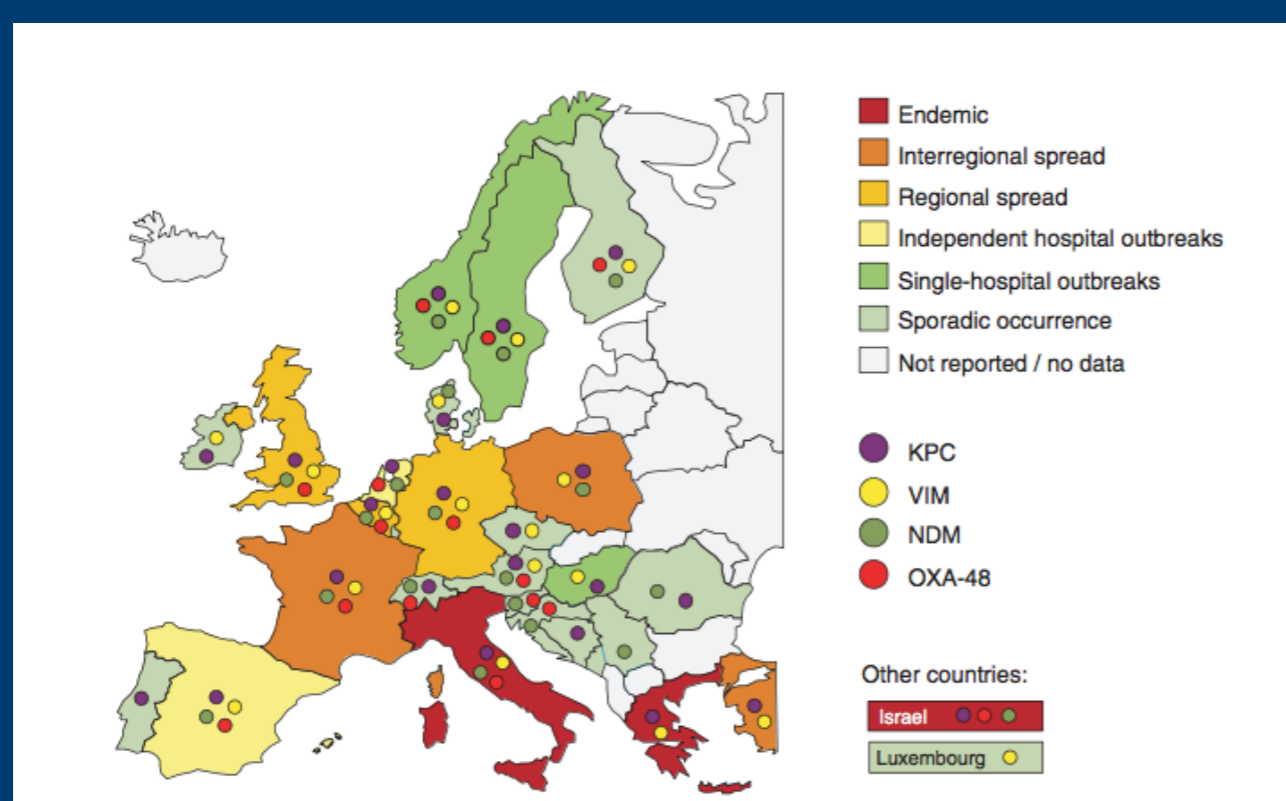 Endemic
Interregional spread
Regional spread
Independent hospital outbreaks
Single-hospital outbreaks
Sporadic occurrence
Not reported / no data
KPC
VIM
NDM
OXA-48
Other countries:
Israel
Luxembourg